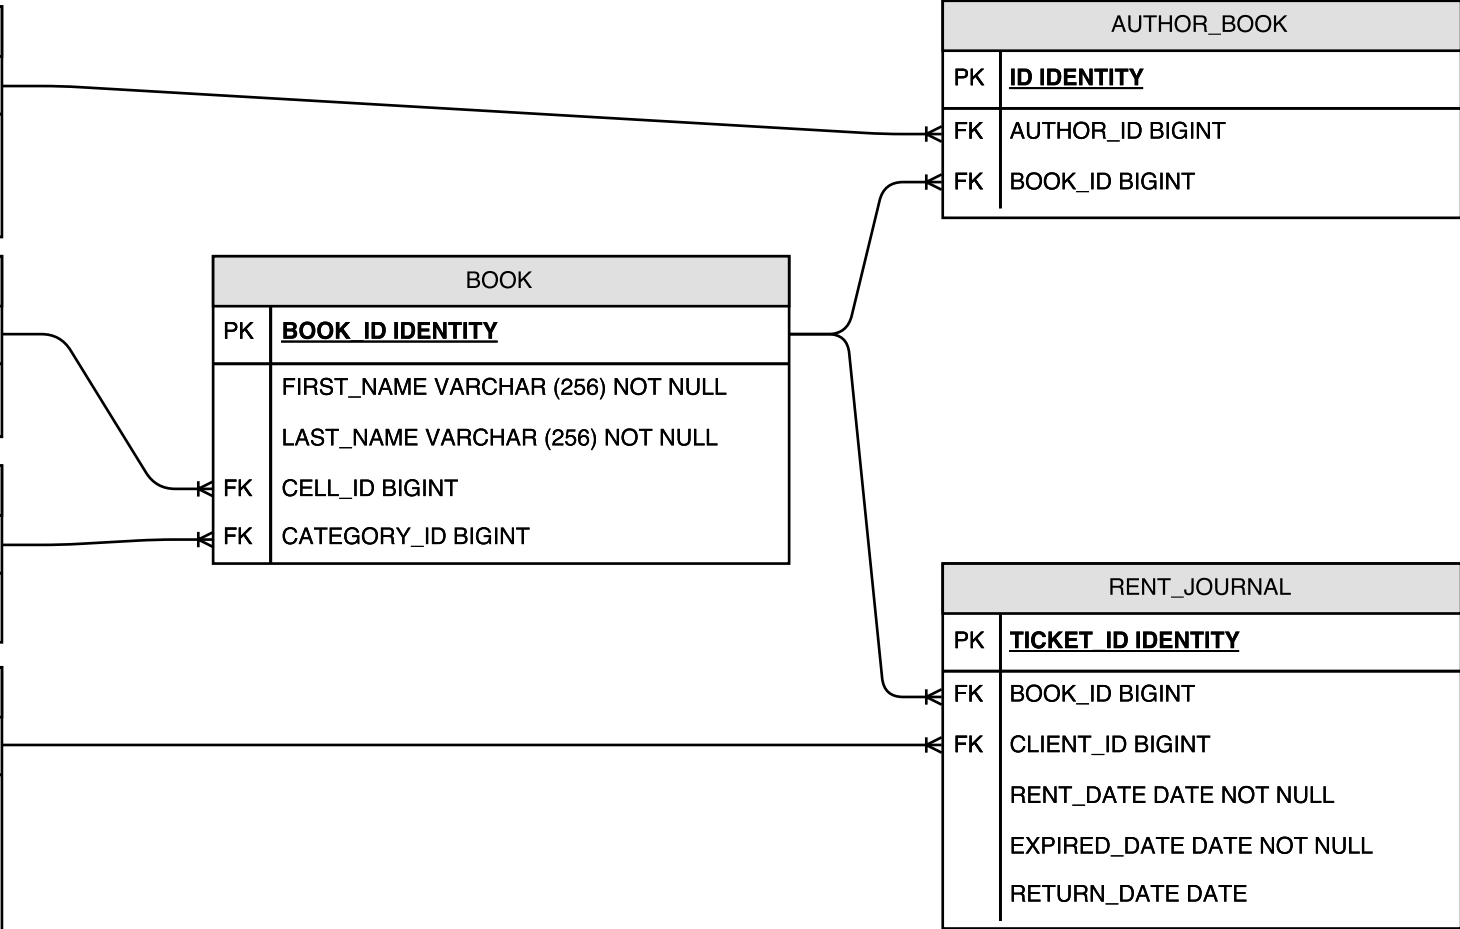 AUTHOR_BOOK
PK ID IDENTITY
FK AUTHOR_ID BIGINT
FK BOOK_ID BIGINT
BOOK
PK BOOK_ID IDENTITY
FIRST_NAME VARCHAR (256) NOT NULL
LAST_NAME VARCHAR (256) NOT NULL
FK CELL_ID BIGINT
FK CATEGORY_ID BIGINT
RENT_JOURNAL
PK TICKET_ID IDENTITY
FK BOOK_ID BIGINT
FK CLIENT_ID BIGINT
RENT_DATE DATE NOT NULL
EXPIRED_DATE DATE NOT NULL
RETURN_DATE DATE